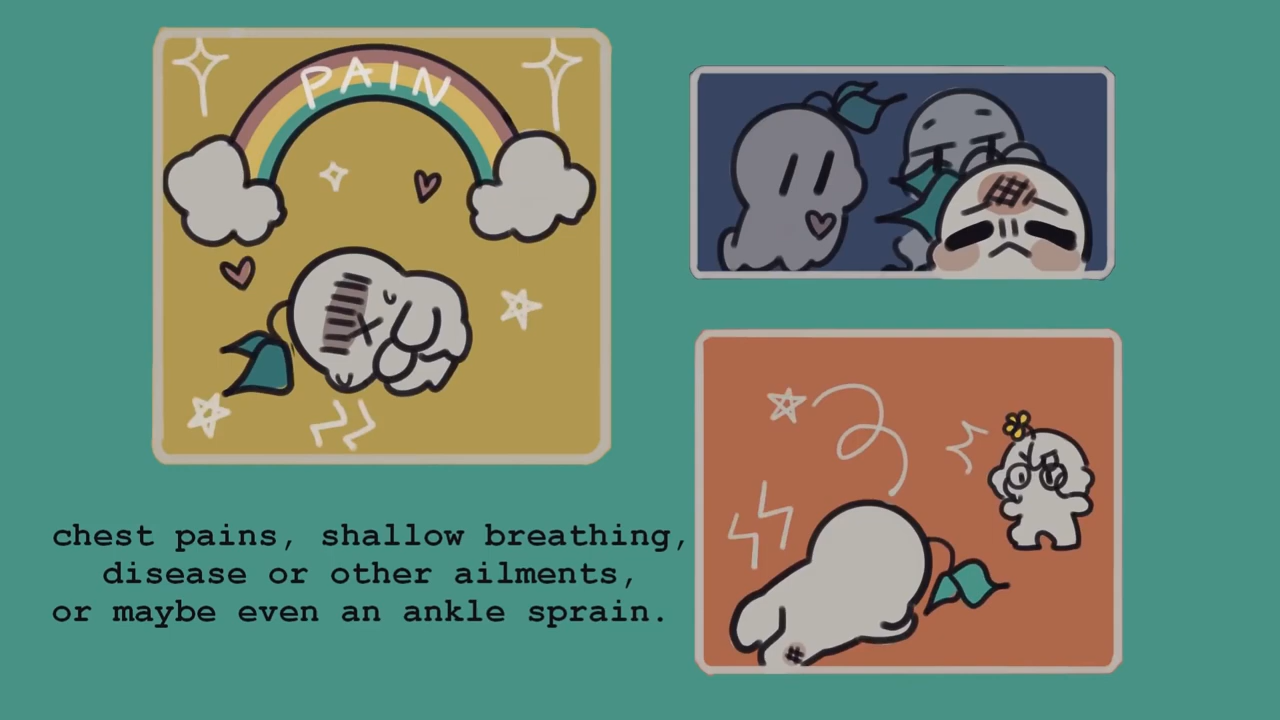 PAIN
chest pains, shallow breathing,
disease or other ailments,
or maybe even an ankle sprain.